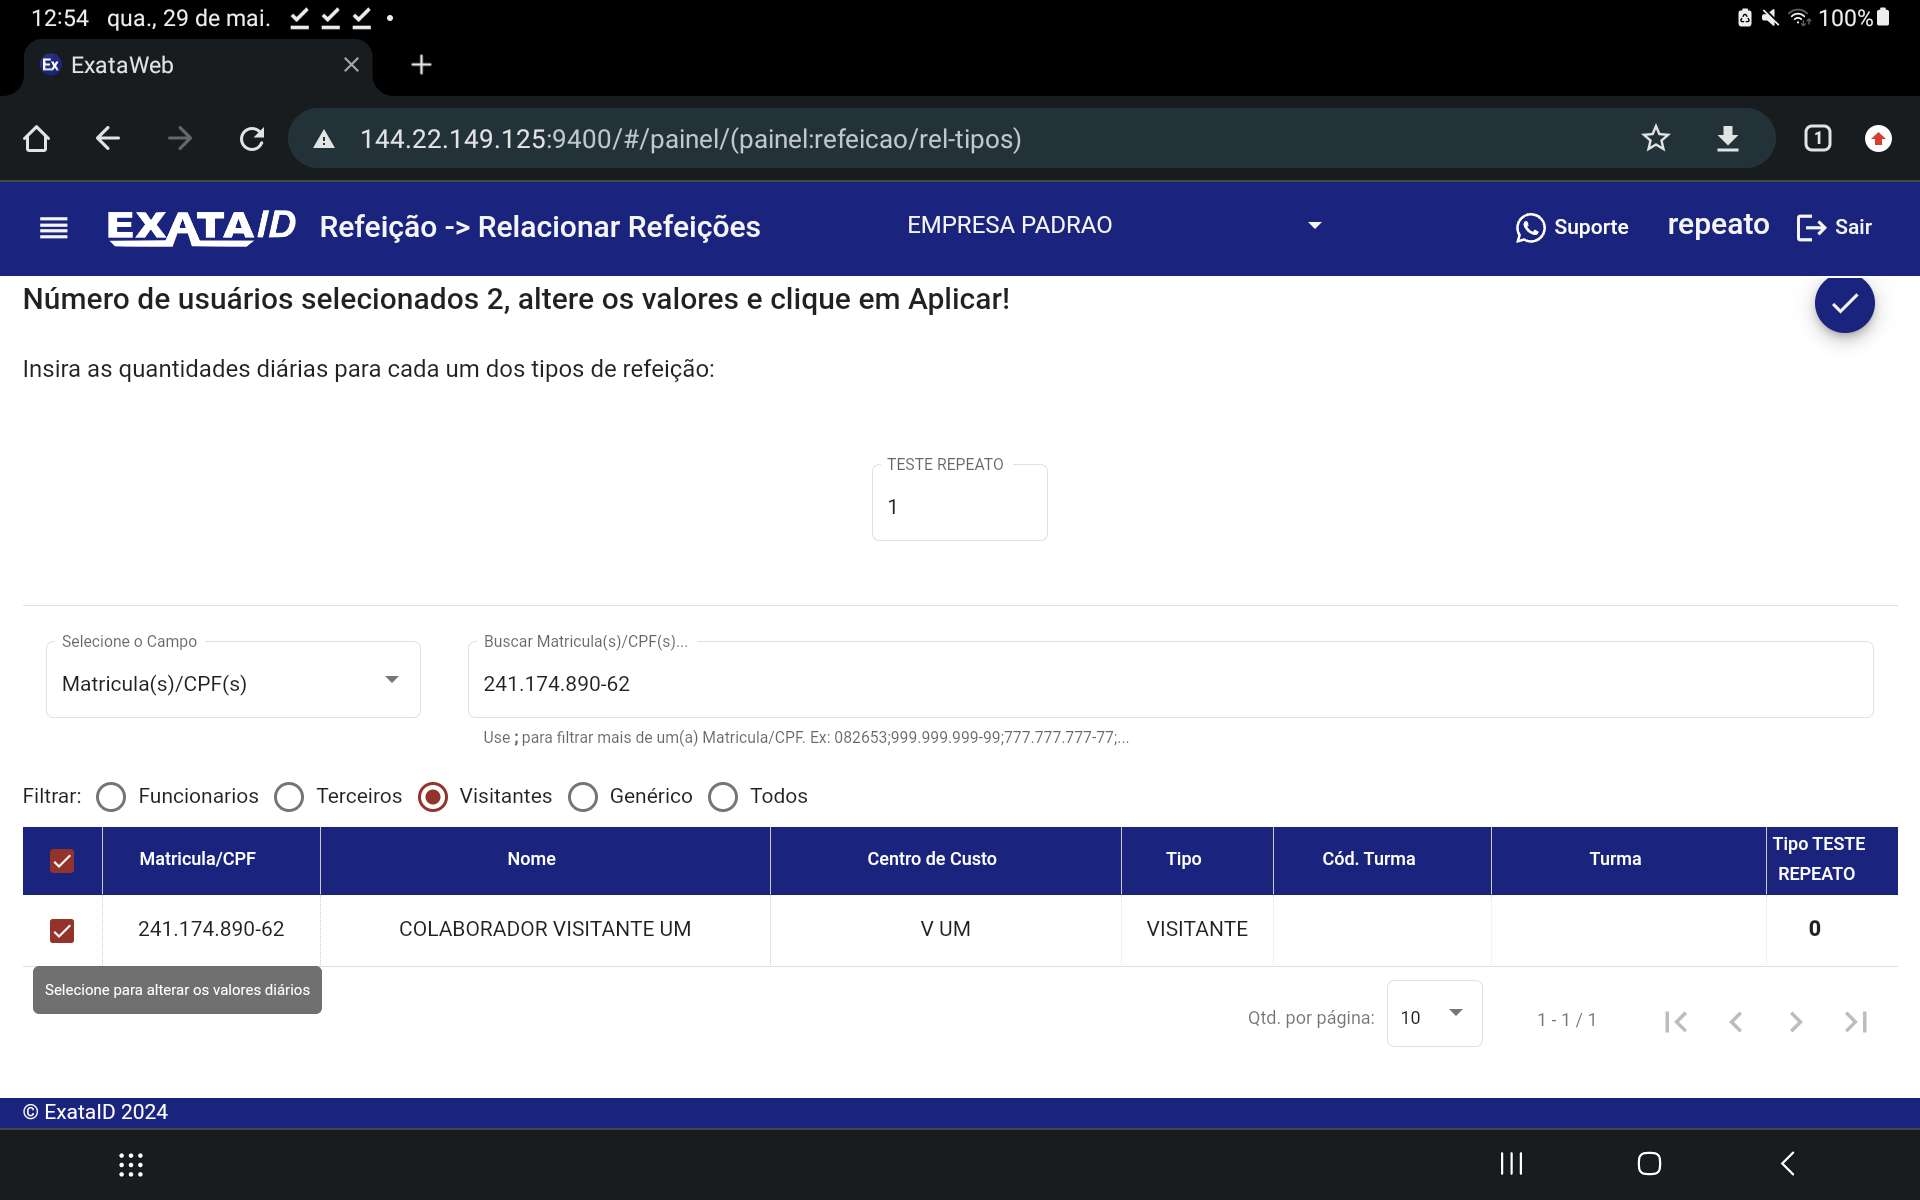 12:54 qua., 29 de mai.
100%
Ex ExataWeb
144.22.149.125:9400/#/painel/(painel:refeicao/rel-tipos)
1
EXATAID Refeição -> Relacionar Refeições EMPRESA PADRAO Suporte repeato Sair
Número de usuários selecionados 2, altere os valores e clique em Aplicar!
Insira as quantidades diárias para cada um dos tipos de refeição:
TESTE REPEATO
1
Selecione o Campo
Matricula(s)/CPF(s)
Buscar Matricula(s)/CPF(s)...
241.174.890-62
Use ; para filtrar mais de um(a) Matricula/CPF. Ex: 082653;999.999.999-99;777.777.777-77;...
Filtrar: Funcionarios Terceiros Visitantes Genérico Todos
Matricula/CPF Nome Centro de Custo Tipo Cód. Turma Turma Tipo TESTE REPEATO
241.174.890-62 COLABORADOR VISITANTE UM V UM VISITANTE 0
Selecione para alterar os valores diários
Qtd. por página: 10 1 - 1 / 1
© ExataID 2024